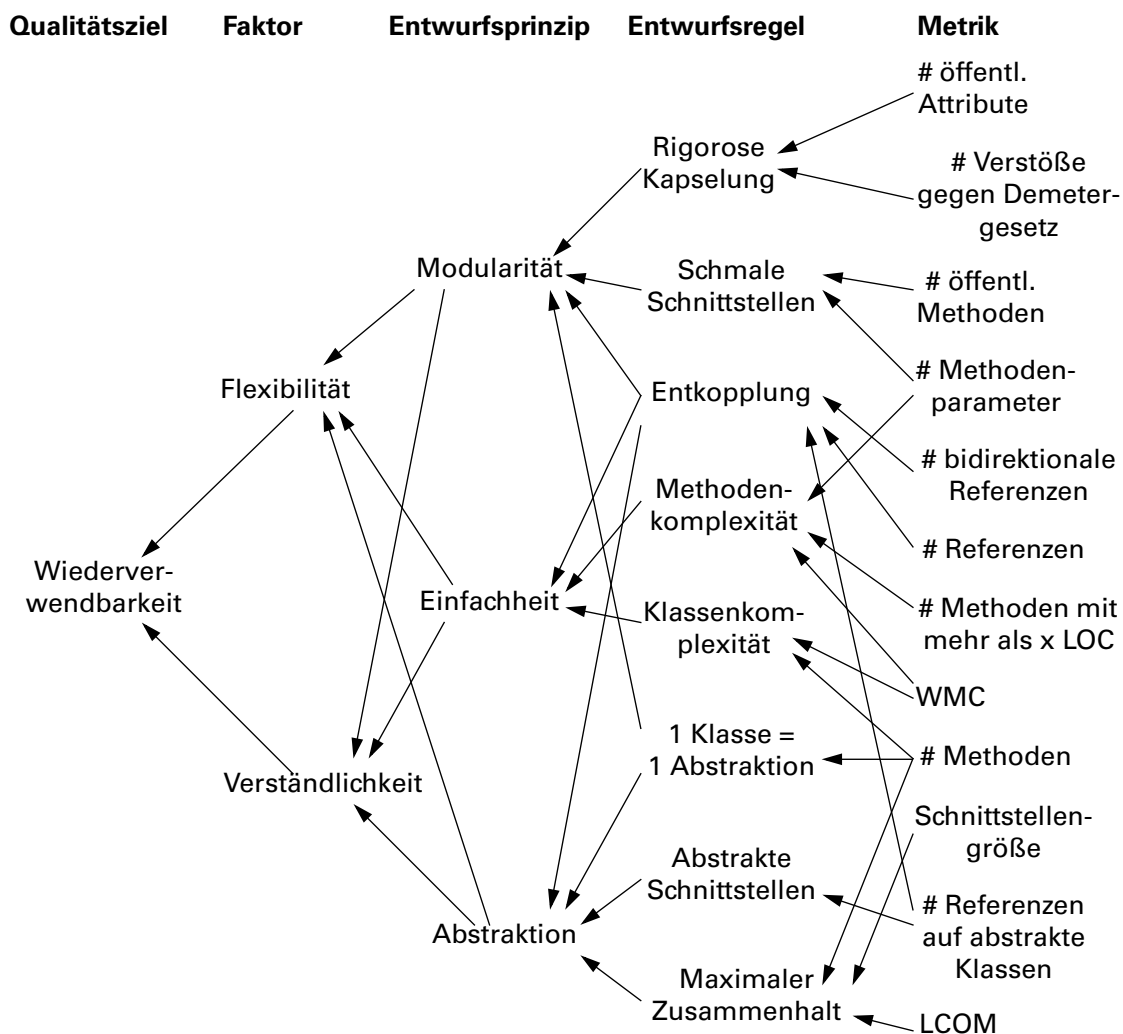 Qualitätsziel Faktor Entwurfsprinzip Entwurfsregel Metrik
# öffentl.
Attribute
Rigorose
Kapselung
# Verstöße
gegen Demeter-
gesetz
Modularität
Schmale
Schnittstellen
# öffentl.
Methoden
Flexibilität
Entkopplung
# Methoden-
parameter
# bidirektionale
Referenzen
Methoden-
komplexität
# Referenzen
Wiederver-
wendbarkeit
Einfachheit
Klassenkom-
plexität
# Methoden mit
mehr als x LOC
WMC
1 Klasse =
1 Abstraktion
# Methoden
Verständlichkeit
Schnittstellen-
größe
Abstrakte
Schnittstellen
# Referenzen
auf abstrakte
Klassen
Abstraktion
Maximaler
Zusammenhalt
LCOM